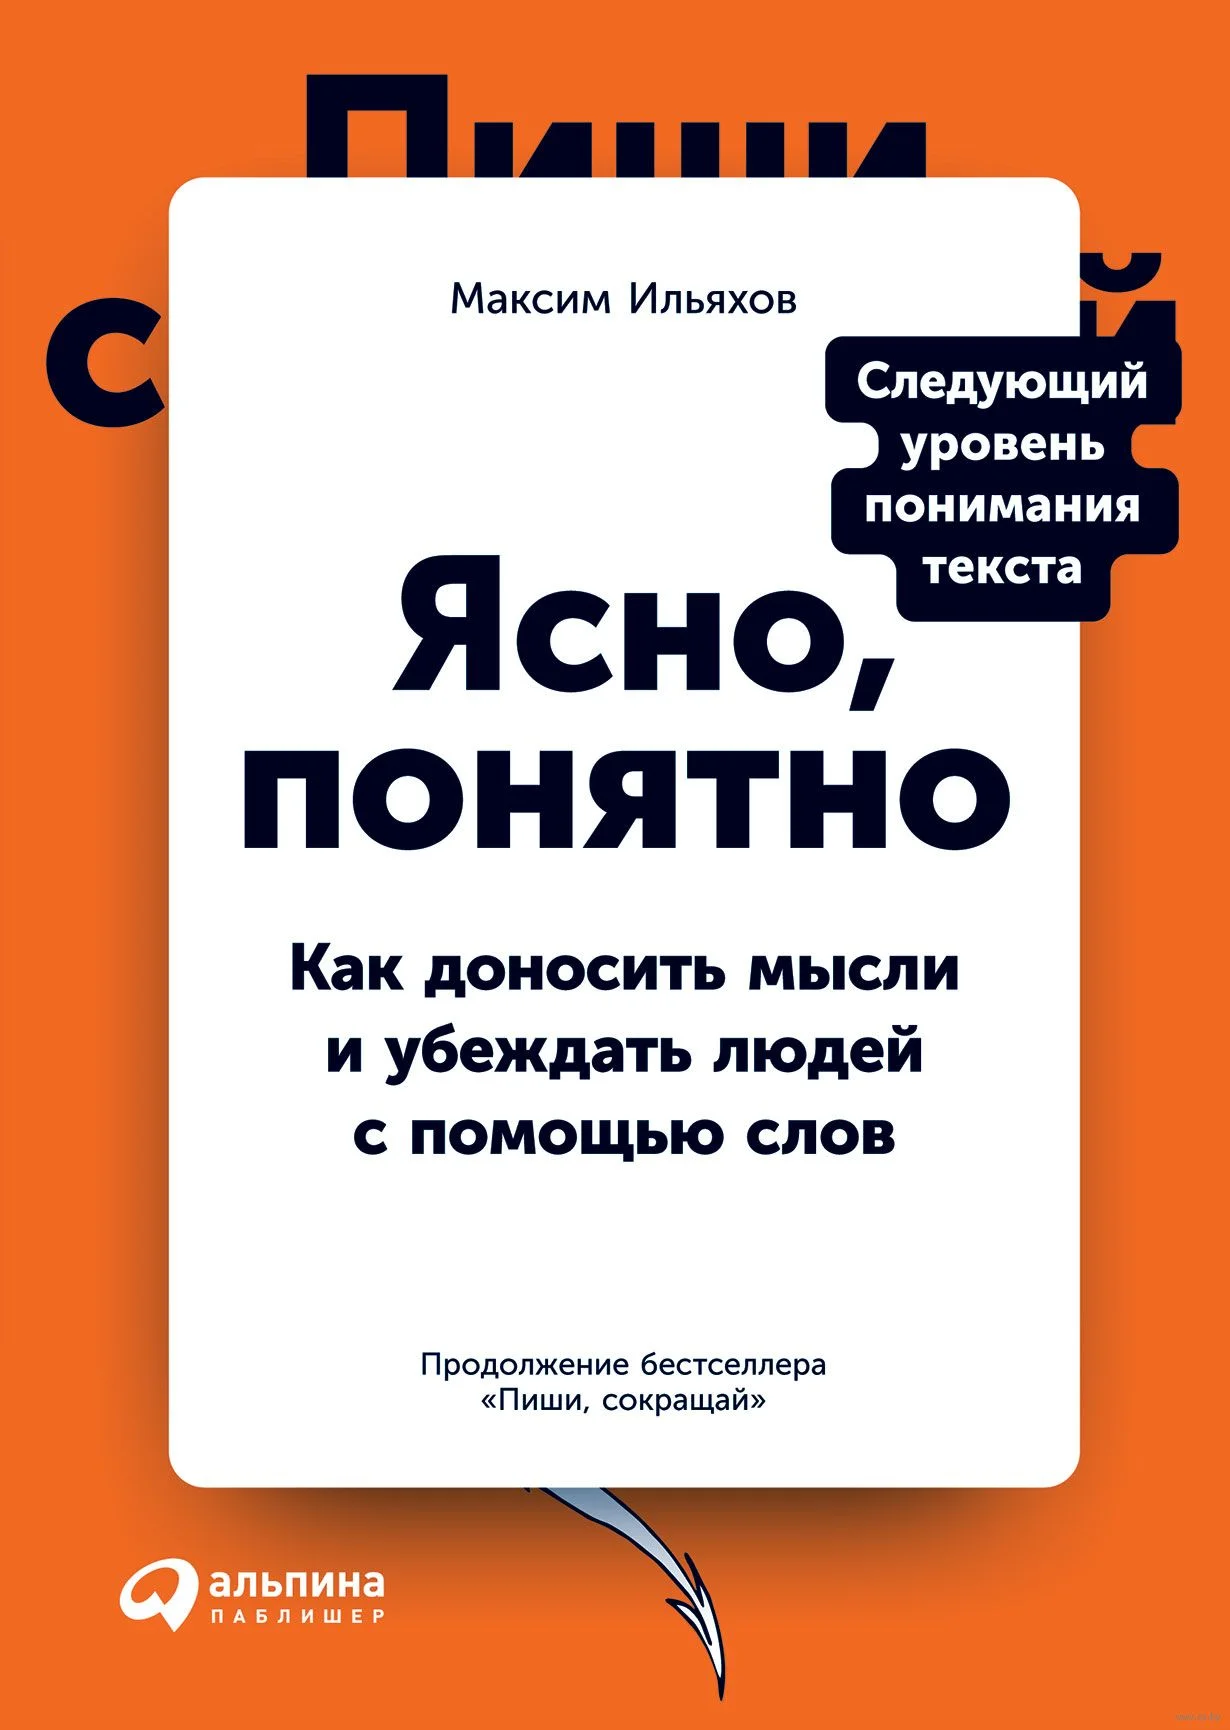 Пиши
Максим Ильяхов
Следующий
уровень
понимания
текста
Ясно,
понятно
Как доносить мысли
и убеждать людей
с помощью слов
Продолжение бестселлера
«Пиши, сокращай»
альпина
ПАБЛИШЕР